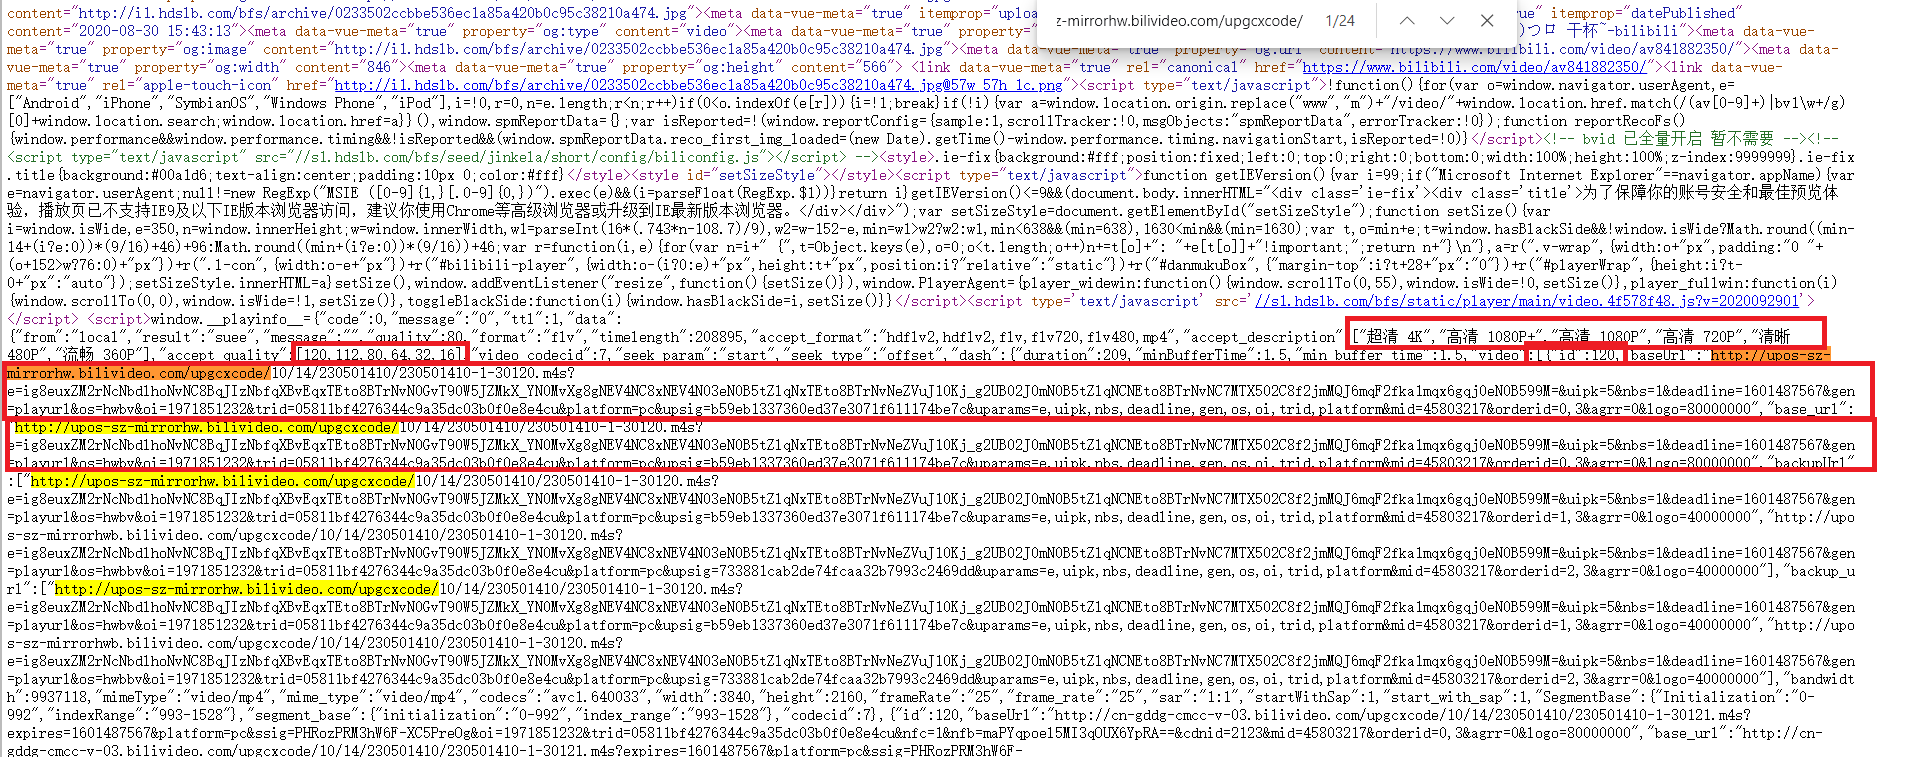 content="http://i1.hdslb.com/bfs/archive/0233502ccbbe536ec1a85a420b0c95c38210a474.jpg"><meta data-vue-meta="true" itemprop="uploa
z-mirrorhw.bilivideo.com/upgcxcode/ 1/24
itemprop="datePublished"
content="2020-08-30 15:43:13"><meta data-vue-meta="true" property="og:type" content="video"><meta data-vue-meta="true"
)つロ 干杯~-bilibili"><meta data-vue-
meta="true" property="og:image" content="http://i1.hdslb.com/bfs/archive/0233502ccbbe536ec1a85a420b0c95c38210a474.jpg"><meta data-vue-meta="true" property="og:url" content="https://www.bilibili.com/video/av841882350/"><meta data-
vue-meta="true" property="og:width" content="846"><meta data-vue-meta="true" property="og:height" content="566"> <link data-vue-meta="true" rel="canonical" href="https://www.bilibili.com/video/av841882350/"><link data-vue-
meta="true" rel="apple-touch-icon" href="http://i1.hdslb.com/bfs/archive/0233502ccbbe536ec1a85a420b0c95c38210a474.jpg@57w_57h_1c.png"><script type="text/javascript">!function(){for(var o=window.navigator.userAgent,e=
["Android","iPhone","SymbianOS","Windows Phone","iPod"],i=!0,r=0,n=e.length;r<n;r++)if(0<o.indexOf(e[r])){i=!1;break}if(!i){var a=window.location.origin.replace("www","m")+"/video/"+window.location.href.match(/(av[0-9]+)|bv1\w+/g)
[0]+window.location.search;window.location.href=a}}(),window.spmReportData={};var isReported=!(window.reportConfig={sample:1,scrollTracker:!0,msgObjects:"spmReportData",errorTracker:!0});function reportRecoFs()
{window.performance&&window.performance.timing&&!isReported&&(window.spmReportData.reco_first_img_loaded=(new Date).getTime()-window.performance.timing.navigationStart,isReported=!0)}</script><!-- bvid 已全量开启 暂不需要 --><!--
<script type="text/javascript" src="//s1.hdslb.com/bfs/seed/jinkela/short/config/biliconfig.js"></script> --><style>.ie-fix{background:#fff;position:fixed;left:0;top:0;right:0;bottom:0;width:100%;height:100%;z-index:9999999}.ie-fix
.title{background:#00a1d6;text-align:center;padding:10px 0;color:#fff}</style><style id="setSizeStyle"></style><script type="text/javascript">function getIEVersion(){var i=99;if("Microsoft Internet Explorer"==navigator.appName){var
e=navigator.userAgent;null!=new RegExp("MSIE ([0-9]{1,}[.0-9]{0,})").exec(e)&&(i=parseFloat(RegExp.$1))}return i}getIEVersion()<=9&&(document.body.innerHTML="<div class='ie-fix'><div class='title'>为了保障你的账号安全和最佳预览体
验，播放页已不支持IE9及以下IE版本浏览器访问，建议你使用Chrome等高级浏览器或升级到IE最新版本浏览器。</div></div>");var setSizeStyle=document.getElementById("setSizeStyle");function setSize(){var
i=window.isWide,e=350,n=window.innerHeight,w=window.innerWidth,w1=parseInt(16*(.743*n-108.7)/9),w2=w-152-e,min=w1>w2?w2:w1,min<638&&(min=638),1630<min&&(min=1630);var t,o=min+e;t=window.hasBlackSide&&!window.isWide?Math.round((min-
14+(i?e:0))*(9/16)+46)+96:Math.round((min+(i?e:0))*(9/16))+46;var r=function(i,e){for(var n=i+" {",t=Object.keys(e),o=0;o<t.length;o++)n+=t[o]+": "+e[t[o]]+"!important;";return n+"}\n"},a=r(".v-wrap",{width:o+"px",padding:"0 "+
(o+152>w?76:0)+"px"})+r(".l-con",{width:o-e+"px"})+r("#bilibili-player",{width:o-(i?0:e)+"px",height:t+"px",position:i?"relative":"static"})+r("#danmukuBox",{"margin-top":i?t+28+"px":"0"})+r("#playerWrap",{height:i?t-
0+"px":"auto"});setSizeStyle.innerHTML=a}setSize(),window.addEventListener("resize",function(){setSize()}),window.PlayerAgent={player_widewin:function(){window.scrollTo(0,55),window.isWide=!0,setSize()},player_fullwin:function(i)
{window.scrollTo(0,0),window.isWide=!1,setSize()},toggleBlackSide:function(i){window.hasBlackSide=i,setSize()}}</script><script type='text/javascript' src='//s1.hdslb.com/bfs/static/player/main/video.4f578f48.js?v=2020092901'>
</script> <script>window.__playinfo__={"code":0,"message":"0","ttl":1,"data":
{"from":"local","result":"suee","message":"","quality":80,"format":"flv","timelength":208895,"accept_format":"hdflv2,hdflv2,flv,flv720,flv480,mp4","accept_description":["超清 4K","高清 1080P+","高清 1080P","高清 720P","清晰
480P","流畅 360P"],"accept_quality":[120,112,80,64,32,16],"video_codecid":7,"seek_param":"start","seek_type":"offset","dash":{"duration":209,"minBufferTime":1.5,"min_buffer_time":1.5,"video":[{"id":120,"baseUrl":"http://upos-sz-
mirrorhw.bilivideo.com/upgcxcode/10/14/230501410/230501410-1-30120.m4s?
e=ig8euxZM2rNcNbdlhoNvNC8BqJIzNbfqXBvEqxTEto8BTrNvN0GvT90W5JZMkX_YN0MvXg8gNEV4NC8xNEV4N03eN0B5tZlqNxTEto8BTrNvNeZVuJ10Kj_g2UB02J0mN0B5tZlqNCNEto8BTrNvNC7MTX502C8f2jmMQJ6mqF2fka1mqx6gqj0eN0B599M=&uipk=5&nbs=1&deadline=1601487567&gen
=playurl&os=hwbv&oi=1971851232&trid=05811bf4276344c9a35dc03b0f0e8e4cu&platform=pc&upsig=b59eb1337360ed37e3071f611174be7c&uparams=e,uipk,nbs,deadline,gen,os,oi,trid,platform&mid=45803217&orderid=0,3&agrr=0&logo=80000000","base_url":
"http://upos-sz-mirrorhw.bilivideo.com/upgcxcode/10/14/230501410/230501410-1-30120.m4s?
e=ig8euxZM2rNcNbdlhoNvNC8BqJIzNbfqXBvEqxTEto8BTrNvN0GvT90W5JZMkX_YN0MvXg8gNEV4NC8xNEV4N03eN0B5tZlqNxTEto8BTrNvNeZVuJ10Kj_g2UB02J0mN0B5tZlqNCNEto8BTrNvNC7MTX502C8f2jmMQJ6mqF2fka1mqx6gqj0eN0B599M=&uipk=5&nbs=1&deadline=1601487567&gen
=playurl&os=hwbv&oi=1971851232&trid=05811bf4276344c9a35dc03b0f0e8e4cu&platform=pc&upsig=b59eb1337360ed37e3071f611174be7c&uparams=e,uipk,nbs,deadline,gen,os,oi,trid,platform&mid=45803217&orderid=0,3&agrr=0&logo=80000000","backupUrl"
:["http://upos-sz-mirrorhw.bilivideo.com/upgcxcode/10/14/230501410/230501410-1-30120.m4s?
e=ig8euxZM2rNcNbdlhoNvNC8BqJIzNbfqXBvEqxTEto8BTrNvN0GvT90W5JZMkX_YN0MvXg8gNEV4NC8xNEV4N03eN0B5tZlqNxTEto8BTrNvNeZVuJ10Kj_g2UB02J0mN0B5tZlqNCNEto8BTrNvNC7MTX502C8f2jmMQJ6mqF2fka1mqx6gqj0eN0B599M=&uipk=5&nbs=1&deadline=1601487567&gen
=playurl&os=hwbv&oi=1971851232&trid=05811bf4276344c9a35dc03b0f0e8e4cu&platform=pc&upsig=b59eb1337360ed37e3071f611174be7c&uparams=e,uipk,nbs,deadline,gen,os,oi,trid,platform&mid=45803217&orderid=1,3&agrr=0&logo=40000000","http://upo
s-sz-mirrorhwb.bilivideo.com/upgcxcode/10/14/230501410/230501410-1-30120.m4s?
e=ig8euxZM2rNcNbdlhoNvNC8BqJIzNbfqXBvEqxTEto8BTrNvN0GvT90W5JZMkX_YN0MvXg8gNEV4NC8xNEV4N03eN0B5tZlqNxTEto8BTrNvNeZVuJ10Kj_g2UB02J0mN0B5tZlqNCNEto8BTrNvNC7MTX502C8f2jmMQJ6mqF2fka1mqx6gqj0eN0B599M=&uipk=5&nbs=1&deadline=1601487567&gen
=playurl&os=hwbv&oi=1971851232&trid=05811bf4276344c9a35dc03b0f0e8e4cu&platform=pc&upsig=733881cab2de74fcaa32b7993c2469dd&uparams=e,uipk,nbs,deadline,gen,os,oi,trid,platform&mid=45803217&orderid=2,3&agrr=0&logo=40000000"],"backup_u
rl":["http://upos-sz-mirrorhw.bilivideo.com/upgcxcode/10/14/230501410/230501410-1-30120.m4s?
e=ig8euxZM2rNcNbdlhoNvNC8BqJIzNbfqXBvEqxTEto8BTrNvN0GvT90W5JZMkX_YN0MvXg8gNEV4NC8xNEV4N03eN0B5tZlqNxTEto8BTrNvNeZVuJ10Kj_g2UB02J0mN0B5tZlqNCNEto8BTrNvNC7MTX502C8f2jmMQJ6mqF2fka1mqx6gqj0eN0B599M=&uipk=5&nbs=1&deadline=1601487567&gen
=playurl&os=hwbv&oi=1971851232&trid=05811bf4276344c9a35dc03b0f0e8e4cu&platform=pc&upsig=b59eb1337360ed37e3071f611174be7c&uparams=e,uipk,nbs,deadline,gen,os,oi,trid,platform&mid=45803217&orderid=1,3&agrr=0&logo=40000000","http://upo
s-sz-mirrorhwb.bilivideo.com/upgcxcode/10/14/230501410/230501410-1-30120.m4s?
e=ig8euxZM2rNcNbdlhoNvNC8BqJIzNbfqXBvEqxTEto8BTrNvN0GvT90W5JZMkX_YN0MvXg8gNEV4NC8xNEV4N03eN0B5tZlqNxTEto8BTrNvNeZVuJ10Kj_g2UB02J0mN0B5tZlqNCNEto8BTrNvNC7MTX502C8f2jmMQJ6mqF2fka1mqx6gqj0eN0B599M=&uipk=5&nbs=1&deadline=1601487567&gen
=playurl&os=hwbv&oi=1971851232&trid=05811bf4276344c9a35dc03b0f0e8e4cu&platform=pc&upsig=733881cab2de74fcaa32b7993c2469dd&uparams=e,uipk,nbs,deadline,gen,os,oi,trid,platform&mid=45803217&orderid=2,3&agrr=0&logo=40000000"],"bandwidt
h":9937118,"mimeType":"video/mp4","mime_type":"video/mp4","codecs":"avc1.640033","width":3840,"height":2160,"frameRate":"25","frame_rate":"25","sar":"1:1","startWithSap":1,"start_with_sap":1,"SegmentBase":{"Initialization":"0-
992","indexRange":"993-1528"},"segment_base":{"initialization":"0-992","index_range":"993-1528"},"codecid":7},{"id":120,"baseUrl":"http://cn-gddg-cmcc-v-03.bilivideo.com/upgcxcode/10/14/230501410/230501410-1-30121.m4s?
expires=1601487567&platform=pc&ssig=PHRozPRM3hW6F-XC5PreOg&oi=1971851232&trid=05811bf4276344c9a35dc03b0f0e8e4cu&nfc=1&nfb=maPYqpoel5MI3qOUX6YpRA==&cdnid=2123&mid=45803217&orderid=0,3&agrr=0&logo=80000000","base_url":"http://cn-
gddg-cmcc-v-03.bilivideo.com/upgcxcode/10/14/230501410/230501410-1-30121.m4s?expires=1601487567&platform=pc&ssig=PHRozPRM3hW6F-